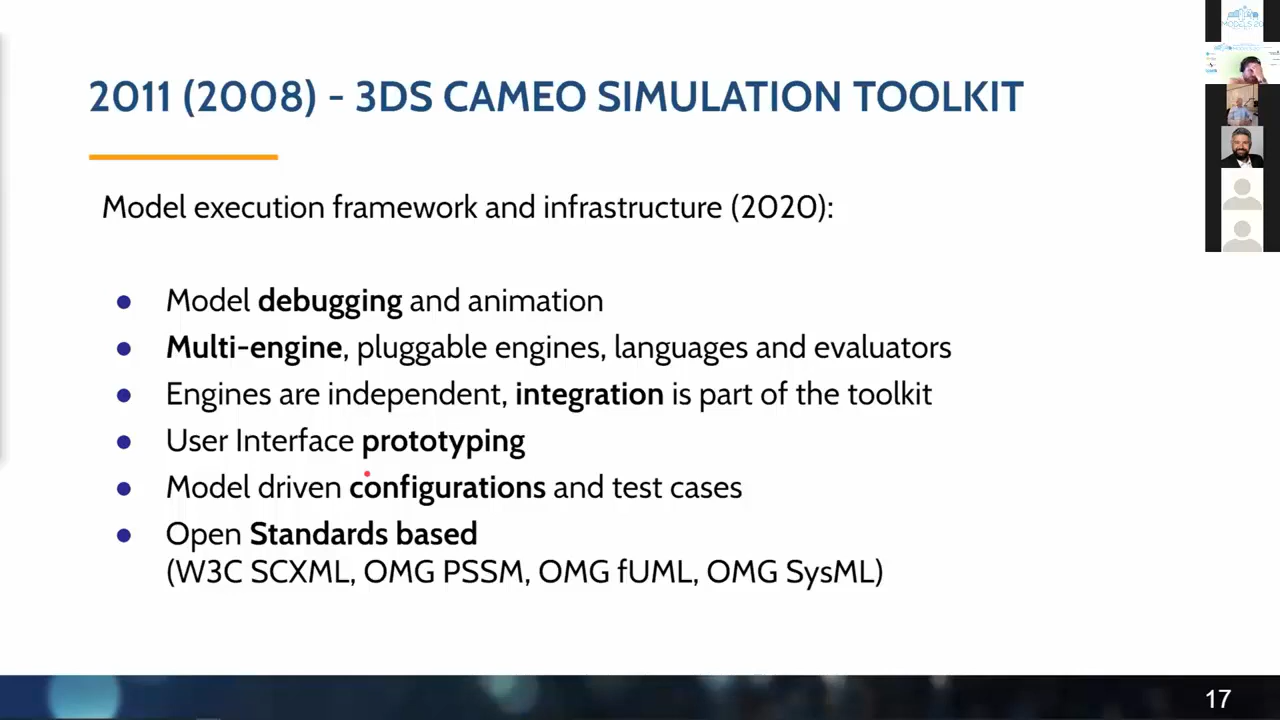 2011 (2008) - 3DS CAMEO SIMULATION TOOLKIT
Model execution framework and infrastructure (2020):
● Model debugging and animation
● Multi-engine, pluggable engines, languages and evaluators
● Engines are independent, integration is part of the toolkit
● User Interface prototyping
● Model driven configurations and test cases
● Open Standards based
(W3C SCXML, OMG PSSM, OMG fUML, OMG SysML)
17